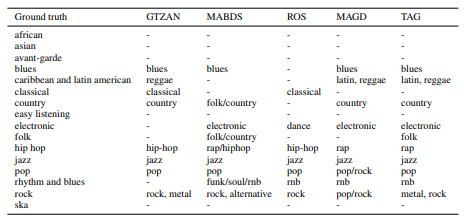 Ground truth GTZAN MABDS ROS MAGD TAG
african - - - - -
asian - - - - -
avant-garde - - - - -
blues blues blues - blues blues
caribbean and latin american reggae - - latin, reggae latin, reggae
classical classical - classical - -
country country folk/country - country country
easy listening - - - - -
electronic - electronic dance electronic electronic
folk - folk/country - - folk
hip hop hip-hop rap/hiphop hip-hop rap rap
jazz jazz jazz jazz jazz jazz
pop pop pop pop pop/rock pop
rhythm and blues - funk/soul/rnb rnb rnb rnb
rock rock, metal rock, alternative rock pop/rock metal, rock
ska - - - - -